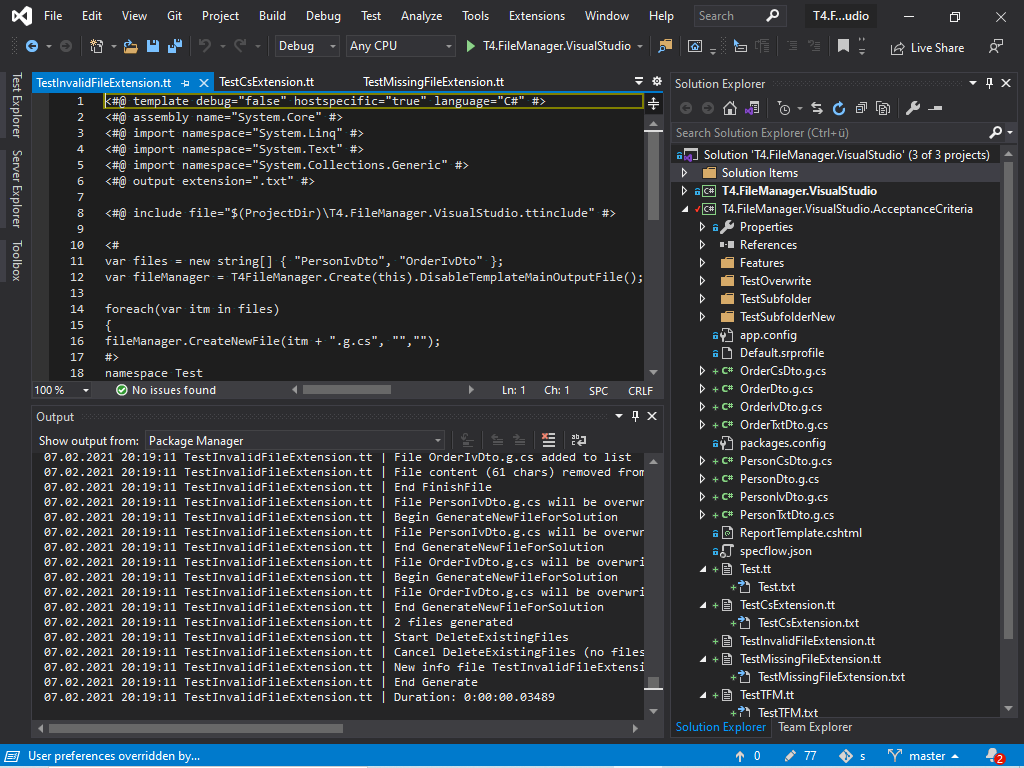 File Edit View Git Project Build Debug Test Analyze Tools Extensions Window Help Search T4.F...udio
Debug Any CPU T4.FileManager.VisualStudio Live Share
Test Explorer
Server Explorer
Toolbox
TestInvalidFileExtension.tt TestCsExtension.tt TestMissingFileExtension.tt
1 <#@ template debug="false" hostspecific="true" language="C#" #>
2 <#@ assembly name="System.Core" #>
3 <#@ import namespace="System.Linq" #>
4 <#@ import namespace="System.Text" #>
5 <#@ import namespace="System.Collections.Generic" #>
6 <#@ output extension=".txt" #>
7
8 <#@ include file="$(ProjectDir)\T4.FileManager.VisualStudio.ttinclude" #>
9
10 <#
11 var files = new string[] { "PersonIvDto", "OrderIvDto" };
12 var fileManager = T4FileManager.Create(this).DisableTemplateMainOutputFile();
13
14 foreach(var itm in files)
15 {
16 fileManager.CreateNewFile(itm + ".g.cs", "","");
17 #>
18 namespace Test
100 % No issues found Ln: 1 Ch: 1 SPC CRLF
Output
Show output from: Package Manager
07.02.2021 20:19:11 TestInvalidFileExtension.tt | File OrderIvDto.g.cs added to list
07.02.2021 20:19:11 TestInvalidFileExtension.tt | File content (61 chars) removed from
07.02.2021 20:19:11 TestInvalidFileExtension.tt | End FinishFile
07.02.2021 20:19:11 TestInvalidFileExtension.tt | File PersonIvDto.g.cs will be overwr
07.02.2021 20:19:11 TestInvalidFileExtension.tt | Begin GenerateNewFileForSolution
07.02.2021 20:19:11 TestInvalidFileExtension.tt | File PersonIvDto.g.cs will be overwr
07.02.2021 20:19:11 TestInvalidFileExtension.tt | End GenerateNewFileForSolution
07.02.2021 20:19:11 TestInvalidFileExtension.tt | File OrderIvDto.g.cs will be overwri
07.02.2021 20:19:11 TestInvalidFileExtension.tt | Begin GenerateNewFileForSolution
07.02.2021 20:19:11 TestInvalidFileExtension.tt | File OrderIvDto.g.cs will be overwri
07.02.2021 20:19:11 TestInvalidFileExtension.tt | End GenerateNewFileForSolution
07.02.2021 20:19:11 TestInvalidFileExtension.tt | 2 files generated
07.02.2021 20:19:11 TestInvalidFileExtension.tt | Start DeleteExistingFiles
07.02.2021 20:19:11 TestInvalidFileExtension.tt | Cancel DeleteExistingFiles (no files
07.02.2021 20:19:11 TestInvalidFileExtension.tt | New info file TestInvalidFileExtensi
07.02.2021 20:19:11 TestInvalidFileExtension.tt | End Generate
07.02.2021 20:19:11 TestInvalidFileExtension.tt | Duration: 0:00:00.03489
Solution Explorer
Search Solution Explorer (Ctrl+ü)
Solution 'T4.FileManager.VisualStudio' (3 of 3 projects)
Solution Items
C# T4.FileManager.VisualStudio
C# T4.FileManager.VisualStudio.AcceptanceCriteria
Properties
References
Features
TestOverwrite
TestSubfolder
TestSubfolderNew
app.config
Default.srprofile
+ C# OrderCsDto.g.cs
+ C# OrderDto.g.cs
+ C# OrderIvDto.g.cs
+ C# OrderTxtDto.g.cs
packages.config
+ C# PersonCsDto.g.cs
+ C# PersonDto.g.cs
+ C# PersonIvDto.g.cs
+ C# PersonTxtDto.g.cs
ReportTemplate.cshtml
specflow.json
Test.tt
Test.txt
TestCsExtension.tt
TestCsExtension.txt
TestInvalidFileExtension.tt
TestMissingFileExtension.tt
TestMissingFileExtension.txt
TestTFM.tt
TestTFM.txt
Solution Explorer Team Explorer
User preferences overridden by... 0 77 s master 2